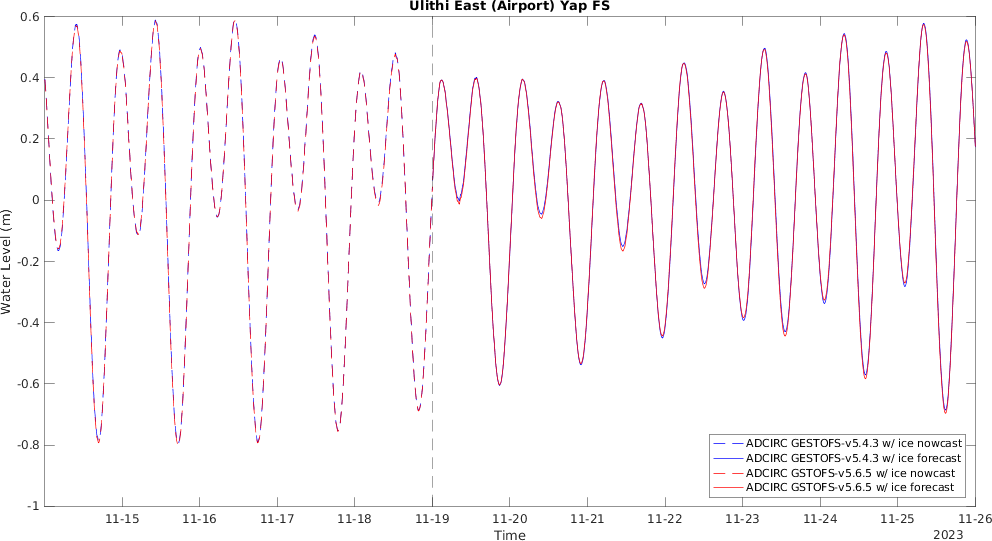 Ulithi East (Airport) Yap FS
Water Level (m)
0.6
0.4
0.2
0
-0.2
-0.4
-0.6
-0.8
-1
ADCIRC GESTOFS-v5.4.3 w/ ice nowcast
ADCIRC GESTOFS-v5.4.3 w/ ice forecast
ADCIRC GSTOFS-v5.6.5 w/ ice nowcast
ADCIRC GSTOFS-v5.6.5 w/ ice forecast
11-15 11-16 11-17 11-18 11-19 11-20 11-21 11-22 11-23 11-24 11-25 11-26
Time
2023